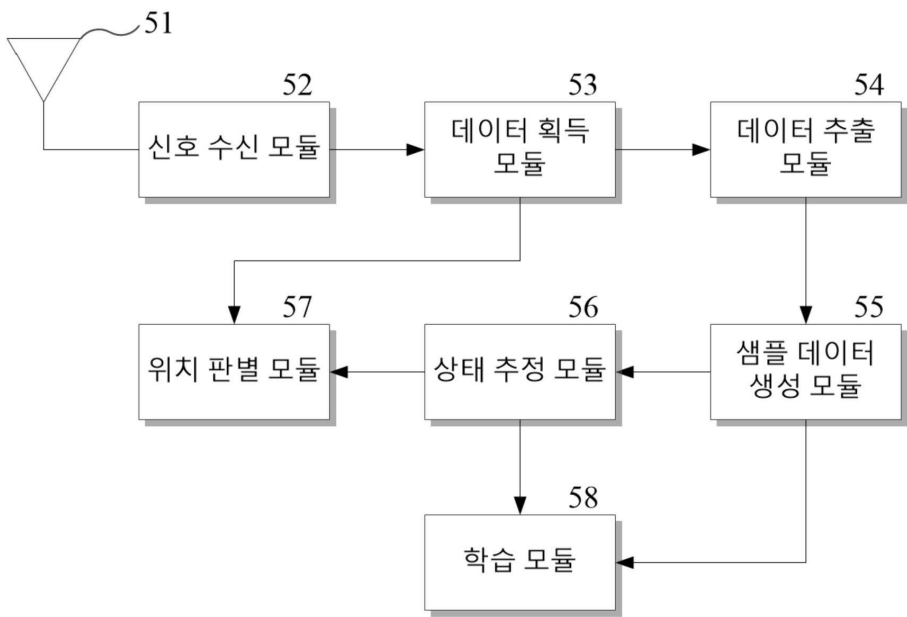 51
52
신호 수신 모듈
53
데이터 획득
모듈
54
데이터 추출
모듈
57
위치 판별 모듈
56
상태 추정 모듈
55
샘플 데이터
생성 모듈
58
학습 모듈